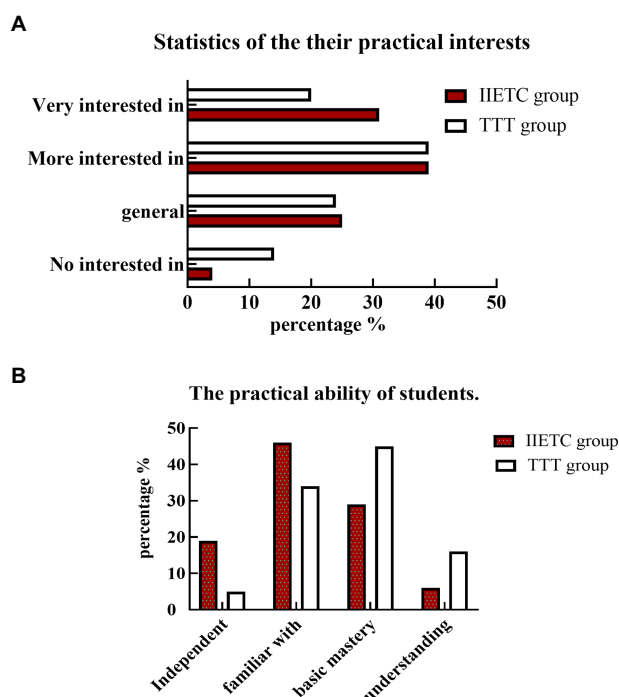 A
Statistics of the their practical interests
Very interested in
More interested in
general
No interested in
IIETC group
TTT group
0 10 20 30 40 50
percentage %
B
The practical ability of students.
percentage %
50
40
30
20
10
0
IIETC group
TTT group
Independent
familiar with
basic mastery
understanding